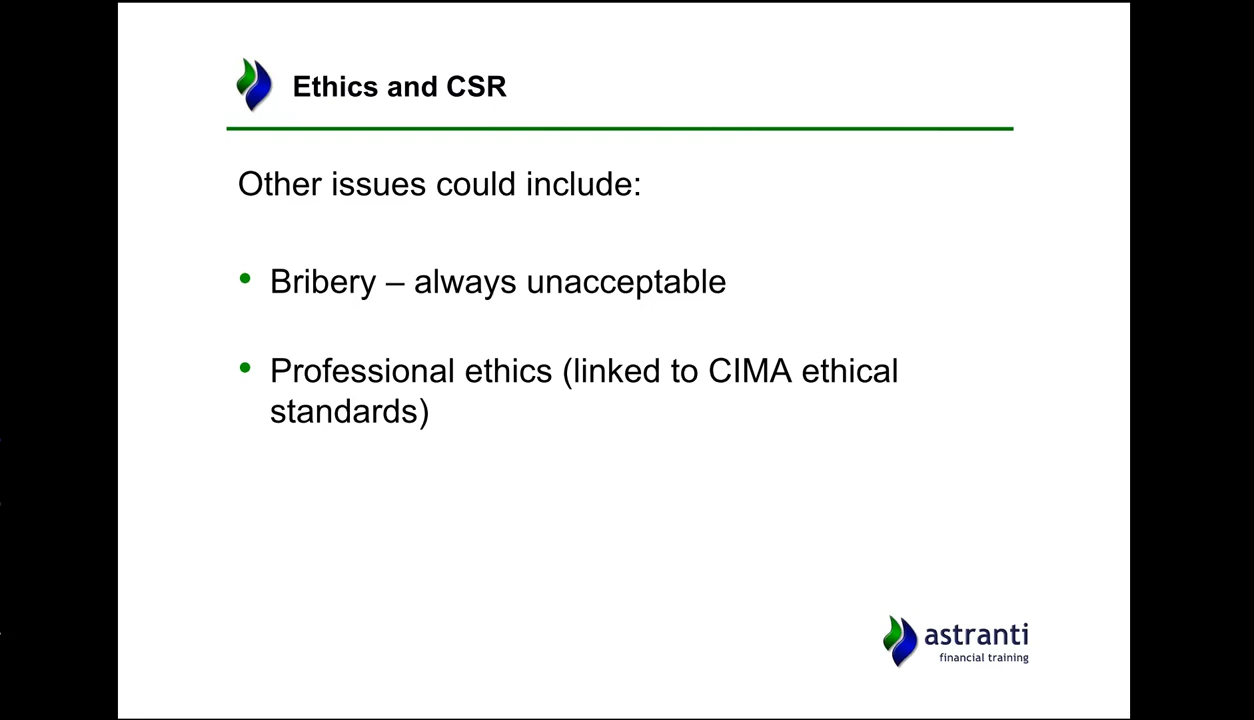 Ethics and CSR
Other issues could include:
• Bribery – always unacceptable
• Professional ethics (linked to CIMA ethical
standards)
astranti
financial training